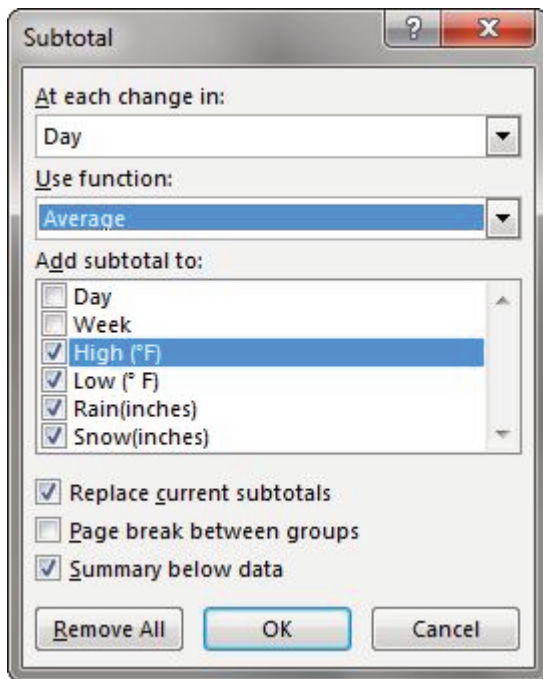 Subtotal
?
At each change in:
Day
Use function:
Average
Add subtotal to:
Day
Week
High (°F)
Low (° F)
Rain(inches)
Snow(inches)
Replace current subtotals
Page break between groups
Summary below data
Remove All OK Cancel